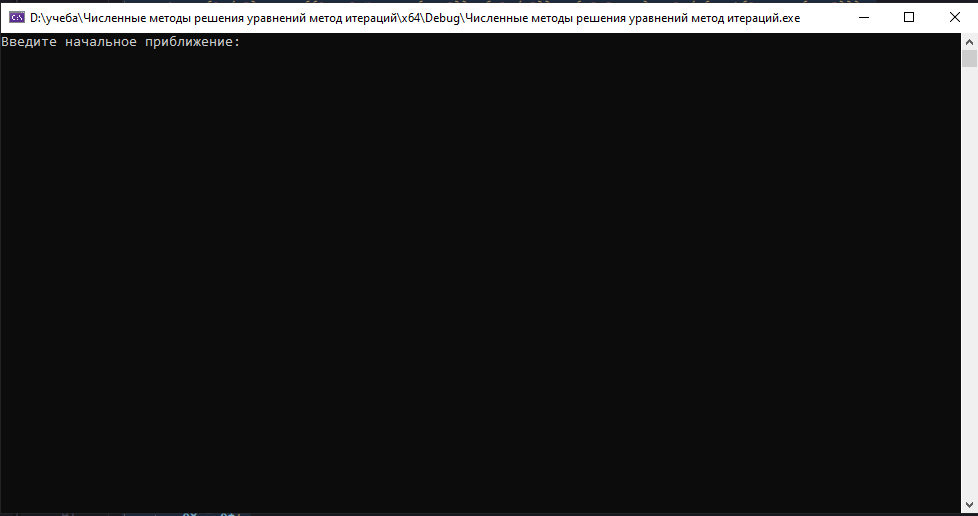 D:\учеба\Численные методы решения уравнений метод итераций\x64\Debug\Численные методы решения уравнений метод итераций.exe
Введите начальное приближение: